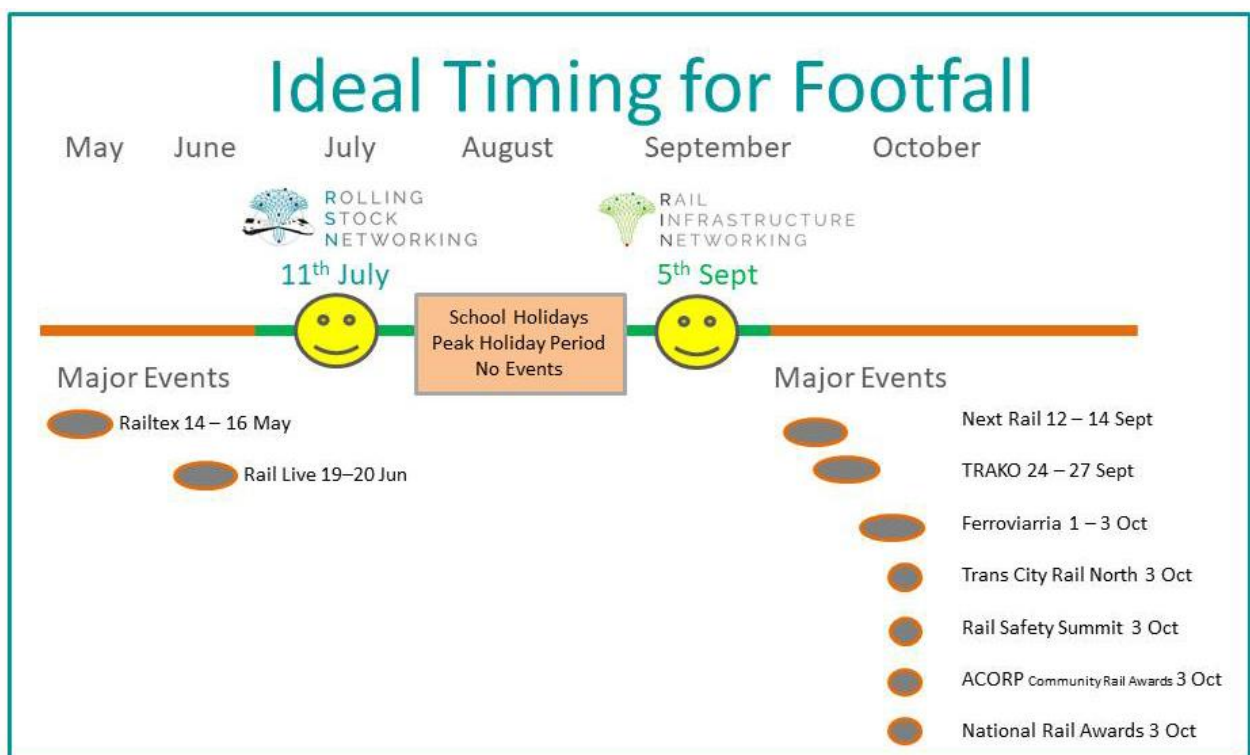 Ideal Timing for Footfall
May June July August September October
ROLLING
STOCK
NETWORKING
RAIL
INFRASTRUCTURE
NETWORKING
11th July
5th Sept
School Holidays
Peak Holiday Period
No Events
Major Events
Railtex 14 – 16 May
Rail Live 19–20 Jun
Major Events
Next Rail 12 – 14 Sept
TRAKO 24 – 27 Sept
Ferroviarria 1 – 3 Oct
Trans City Rail North 3 Oct
Rail Safety Summit 3 Oct
ACORP Community Rail Awards 3 Oct
National Rail Awards 3 Oct